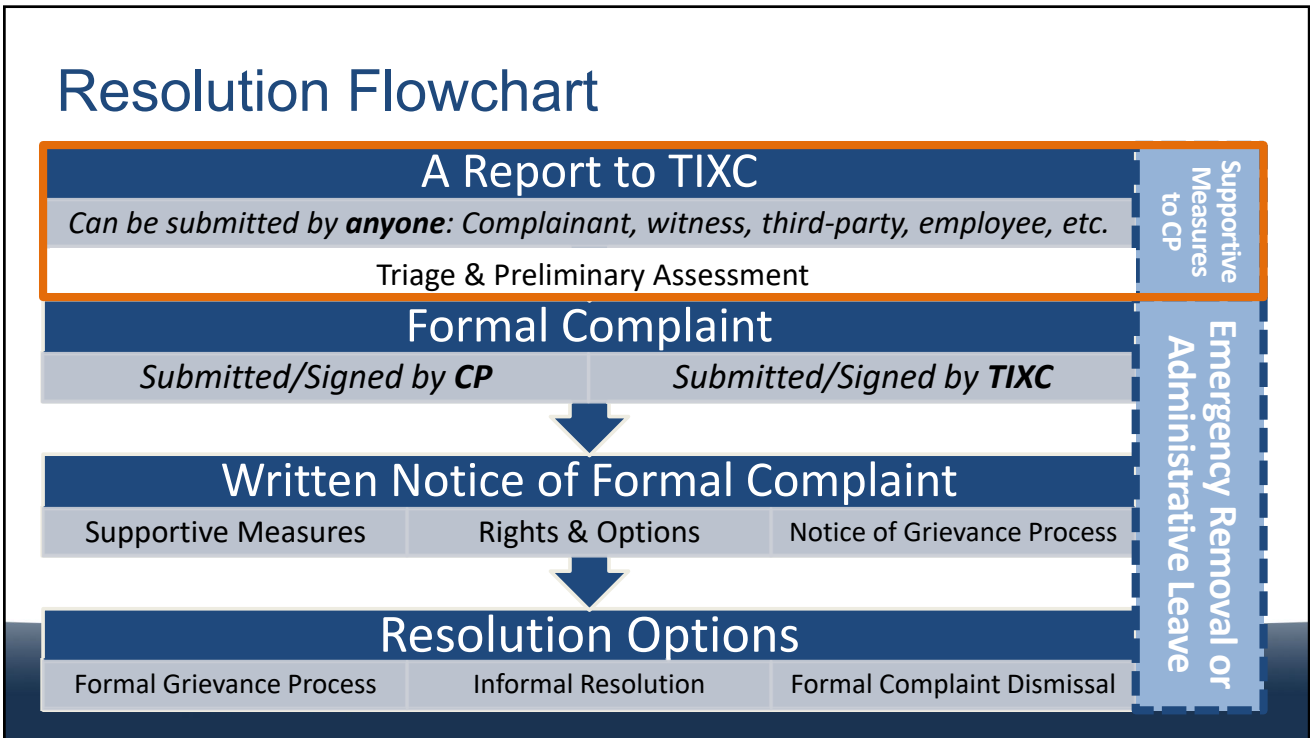 Resolution Flowchart
A Report to TIXC
Can be submitted by anyone: Complainant, witness, third-party, employee, etc.
Triage & Preliminary Assessment
Supportive
Measures
to CP
Formal Complaint
Submitted/Signed by CP
Submitted/Signed by TIXC
Written Notice of Formal Complaint
Supportive Measures
Rights & Options
Notice of Grievance Process
Resolution Options
Formal Grievance Process
Informal Resolution
Formal Complaint Dismissal
Emergency Removal or
Administrative Leave